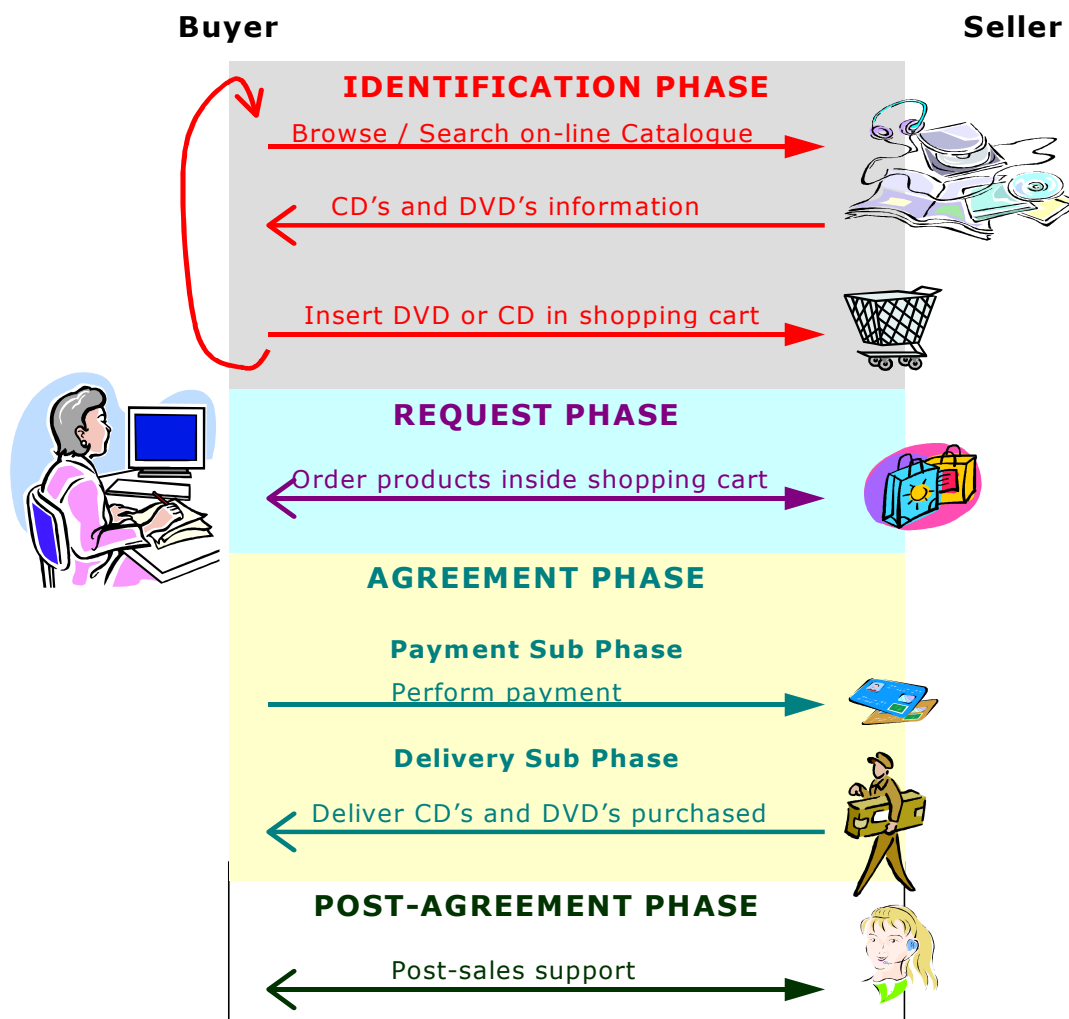 Buyer
Seller
IDENTIFICATION PHASE
Browse / Search on-line Catalogue
CD's and DVD's information
Insert DVD or CD in shopping cart
REQUEST PHASE
Order products inside shopping cart
AGREEMENT PHASE
Payment Sub Phase
Perform payment
Delivery Sub Phase
Deliver CD's and DVD's purchased
POST-AGREEMENT PHASE
Post-sales support